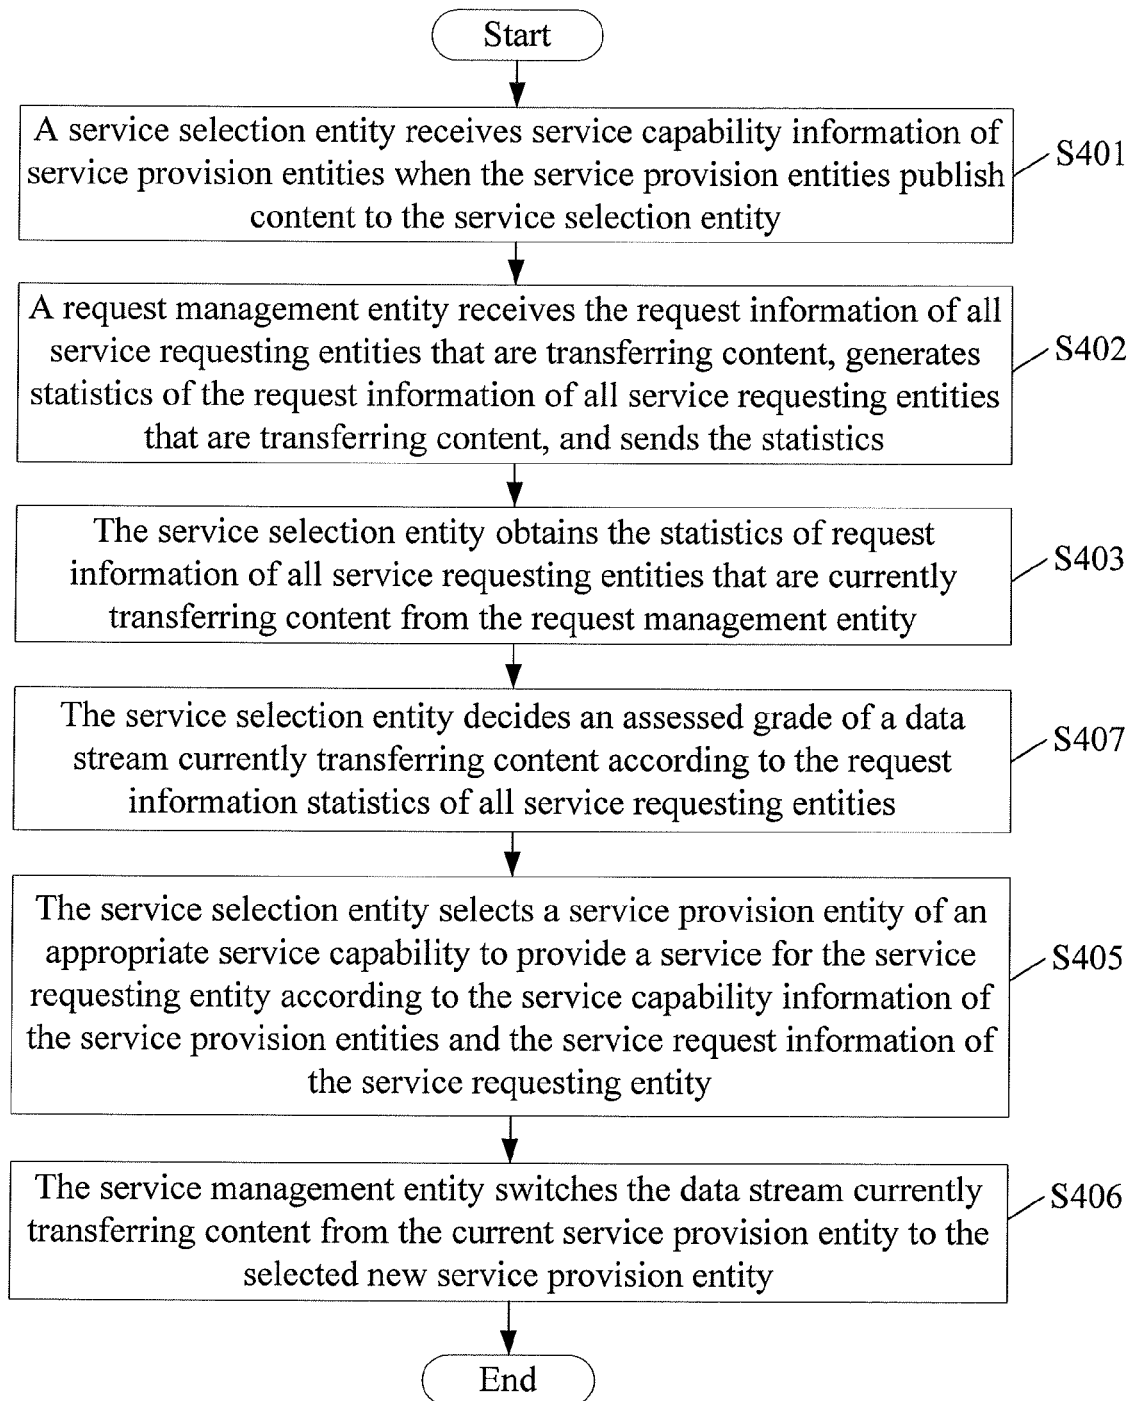 Start
A service selection entity receives service capability information of
service provision entities when the service provision entities publish
content to the service selection entity
S401
A request management entity receives the request information of all
service requesting entities that are transferring content, generates
statistics of the request information of all service requesting entities
that are transferring content, and sends the statistics
S402
The service selection entity obtains the statistics of request
information of all service requesting entities that are currently
transferring content from the request management entity
S403
The service selection entity decides an assessed grade of a data
stream currently transferring content according to the request
information statistics of all service requesting entities
S407
The service selection entity selects a service provision entity of an
appropriate service capability to provide a service for the service
requesting entity according to the service capability information of
the service provision entities and the service request information of
the service requesting entity
S405
The service management entity switches the data stream currently
transferring content from the current service provision entity to the
selected new service provision entity
S406
End